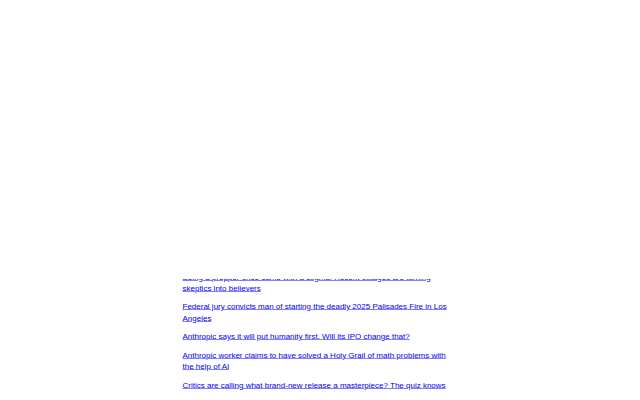 skeptics into believers
Federal jury convicts man of starting the deadly 2025 Palisades Fire in Los
Angeles
Anthropic says it will put humanity first. Will its IPO change that?
Anthropic worker claims to have solved a Holy Grail of math problems with
the help of AI
Critics are calling what brand-new release a masterpiece? The quiz knows